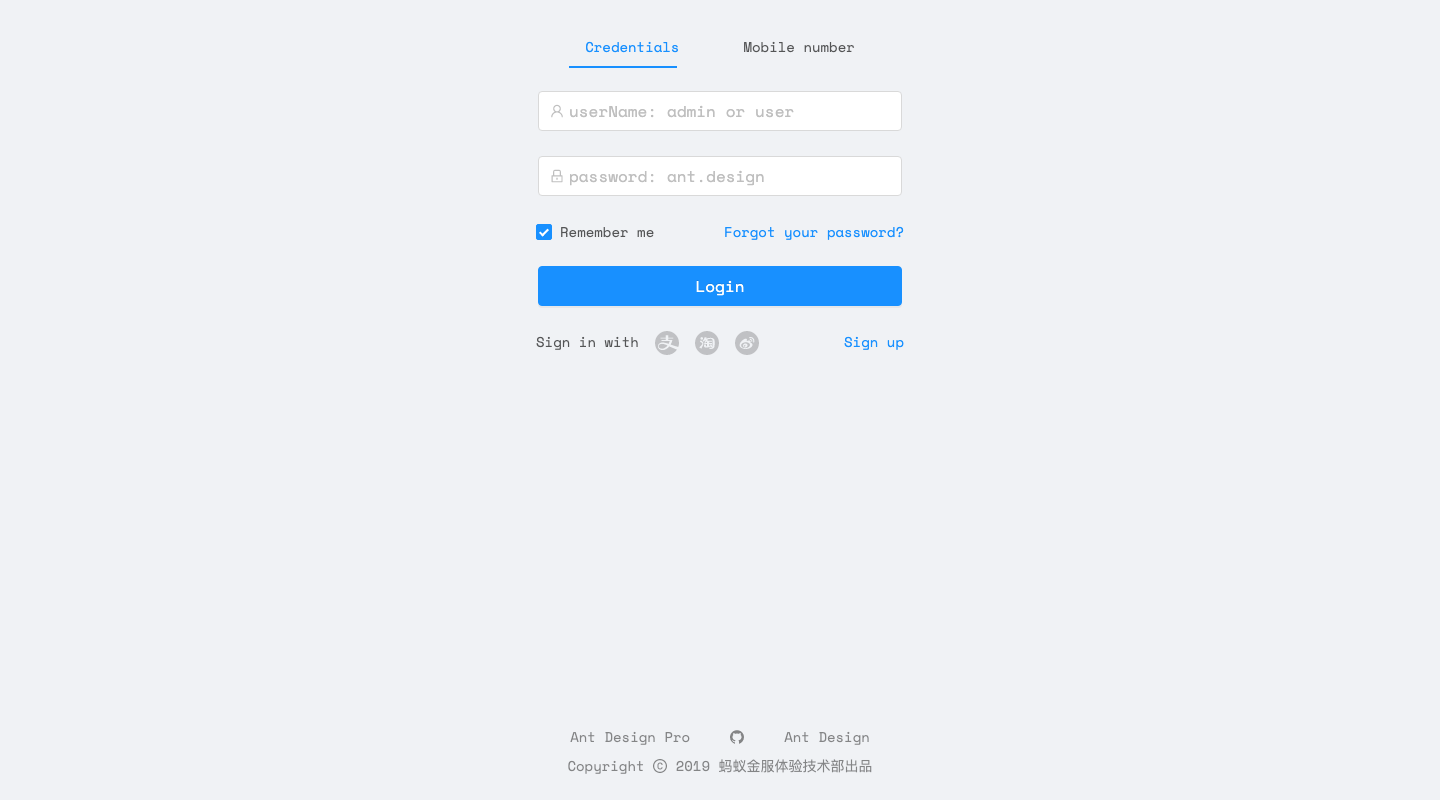 Credentials Mobile number
userName: admin or user
password: ant.design
Remember me Forgot your password?
Login
Sign in with 支 淘 Sign up
Ant Design Pro Ant Design
Copyright © 2019 蚂蚁金服体验技术部出品